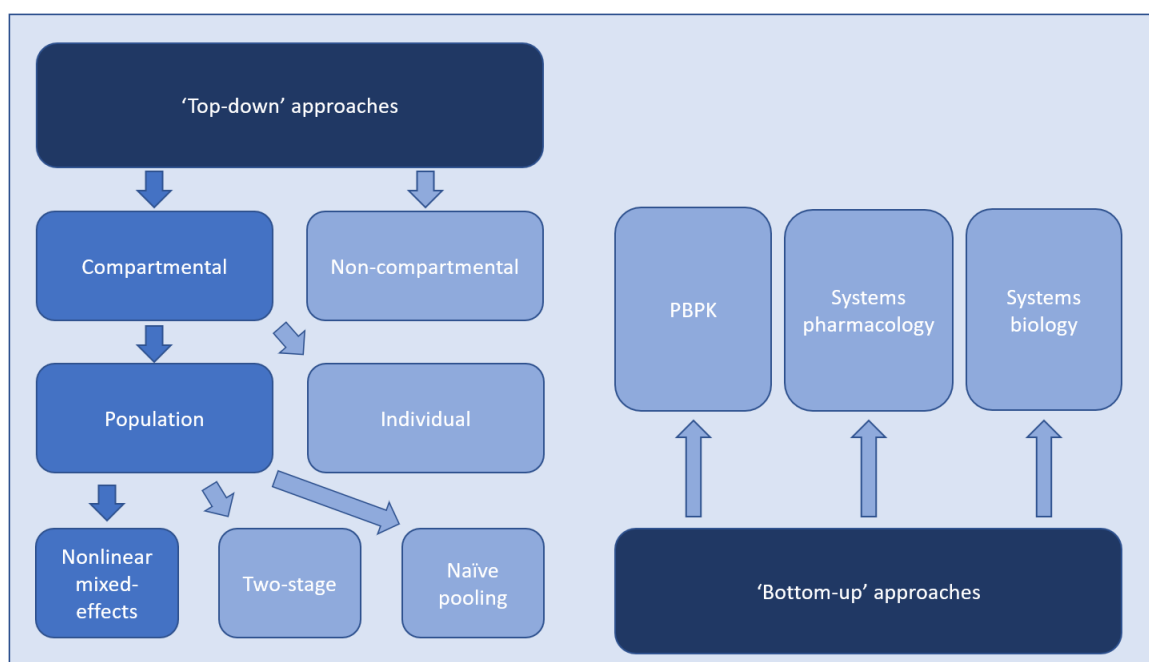 ‘Top-down’ approaches
Compartmental
Non-compartmental
Population
Individual
Nonlinear
mixed-
effects
Two-stage
Naïve
pooling
PBPK
Systems
pharmacology
Systems
biology
‘Bottom-up’ approaches